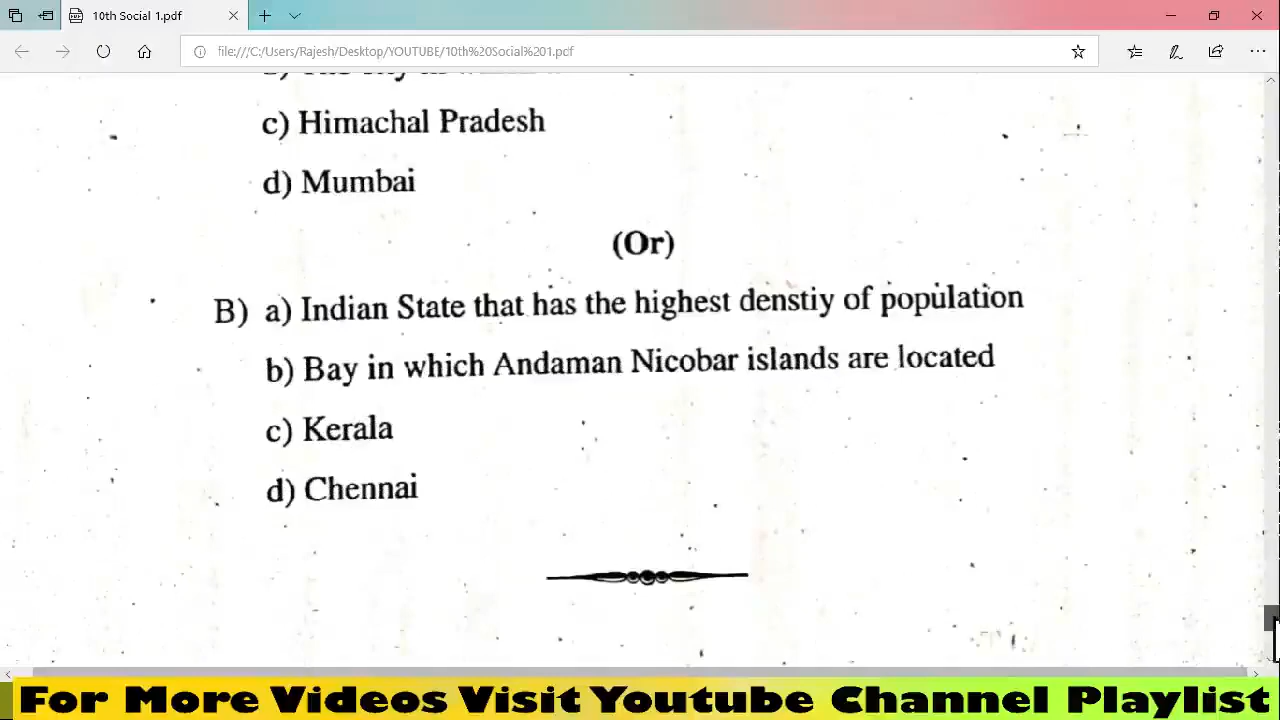 10th Social 1.pdf
file:///C:/Users/Rajesh/Desktop/YOUTUBE/10th%20Social%201.pdf
c) Himachal Pradesh
d) Mumbai
(Or)
B) a) Indian State that has the highest denstiy of population
b) Bay in which Andaman Nicobar islands are located
c) Kerala
d) Chennai
For More Videos Visit Youtube Channel Playlist